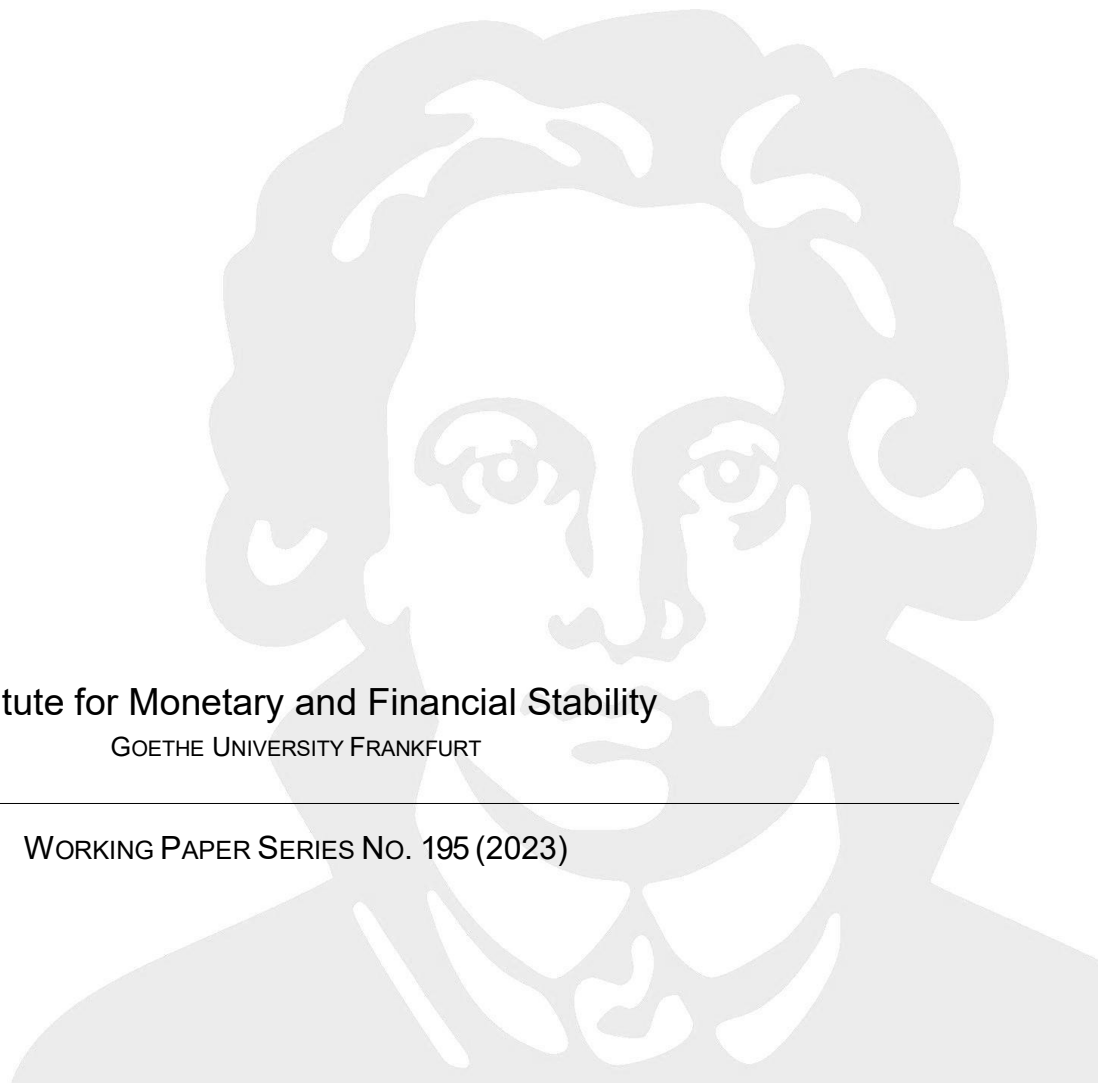 tute for Monetary and Financial Stability
GOETHE UNIVERSITY FRANKFURT
WORKING PAPER SERIES NO. 195 (2023)